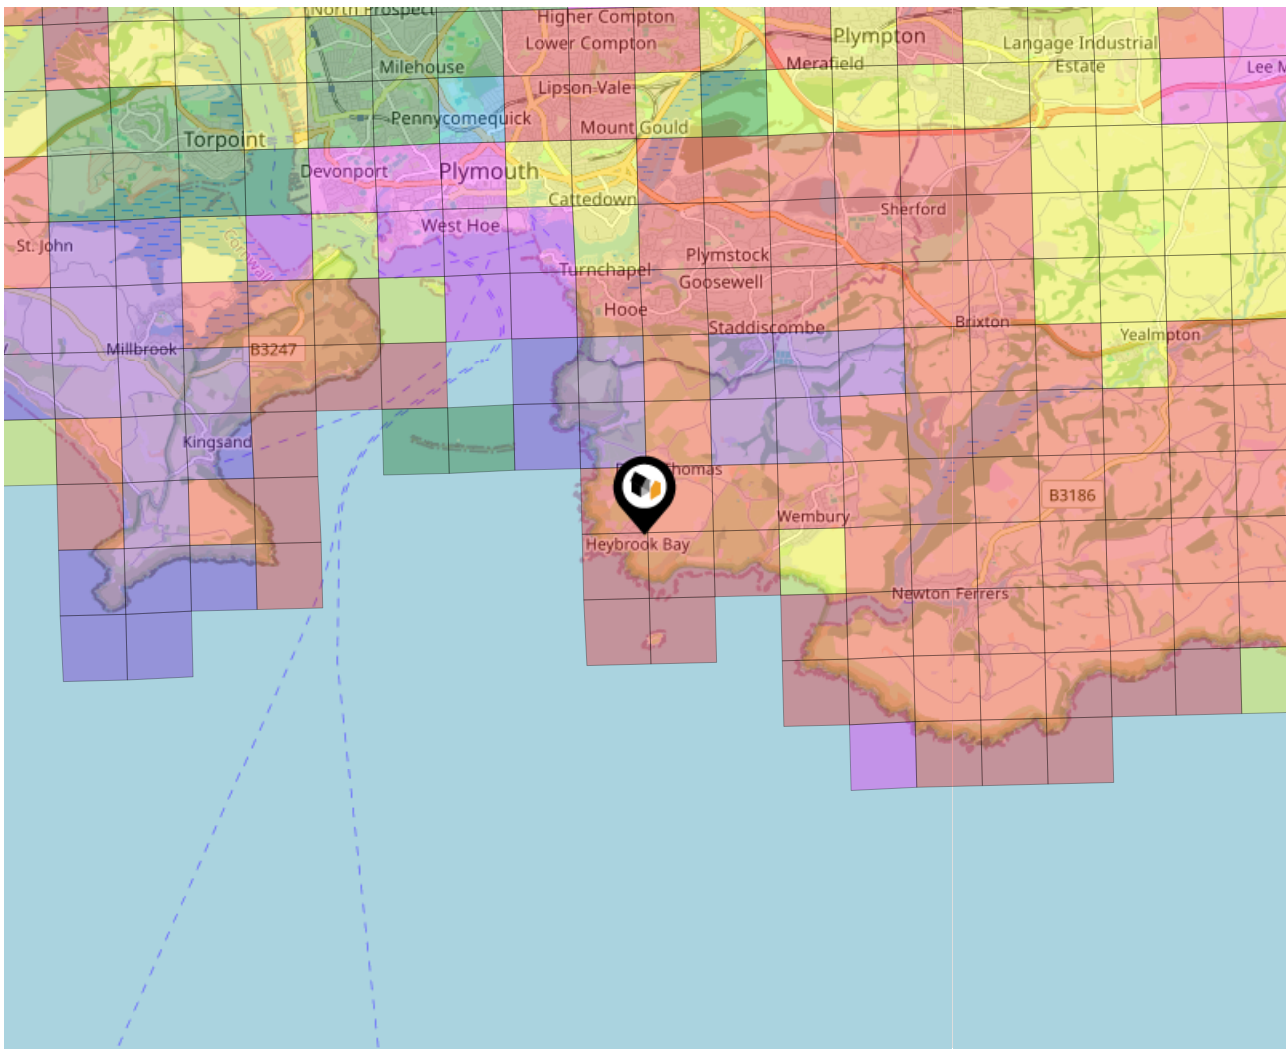 North Prospect
Higher Compton
Plympton
Lower Compton
Langage Industrial
Estate
Merafield
Milehouse
Lee M
Lipson Vale
Pennycomequick
Mount Gould
Torpoint
Devonport
Plymouth
Cattedown
Sherford
West Hoe
St. John
Cornwall
Plymstock
Turnchapel
Goosewell
Hooe
Brixton
Staddiscombe
Yealmpton
Millbrook
B3247
Kingsand
Thomas
B3186
Wembury
Heybrook Bay
Newton Ferrers